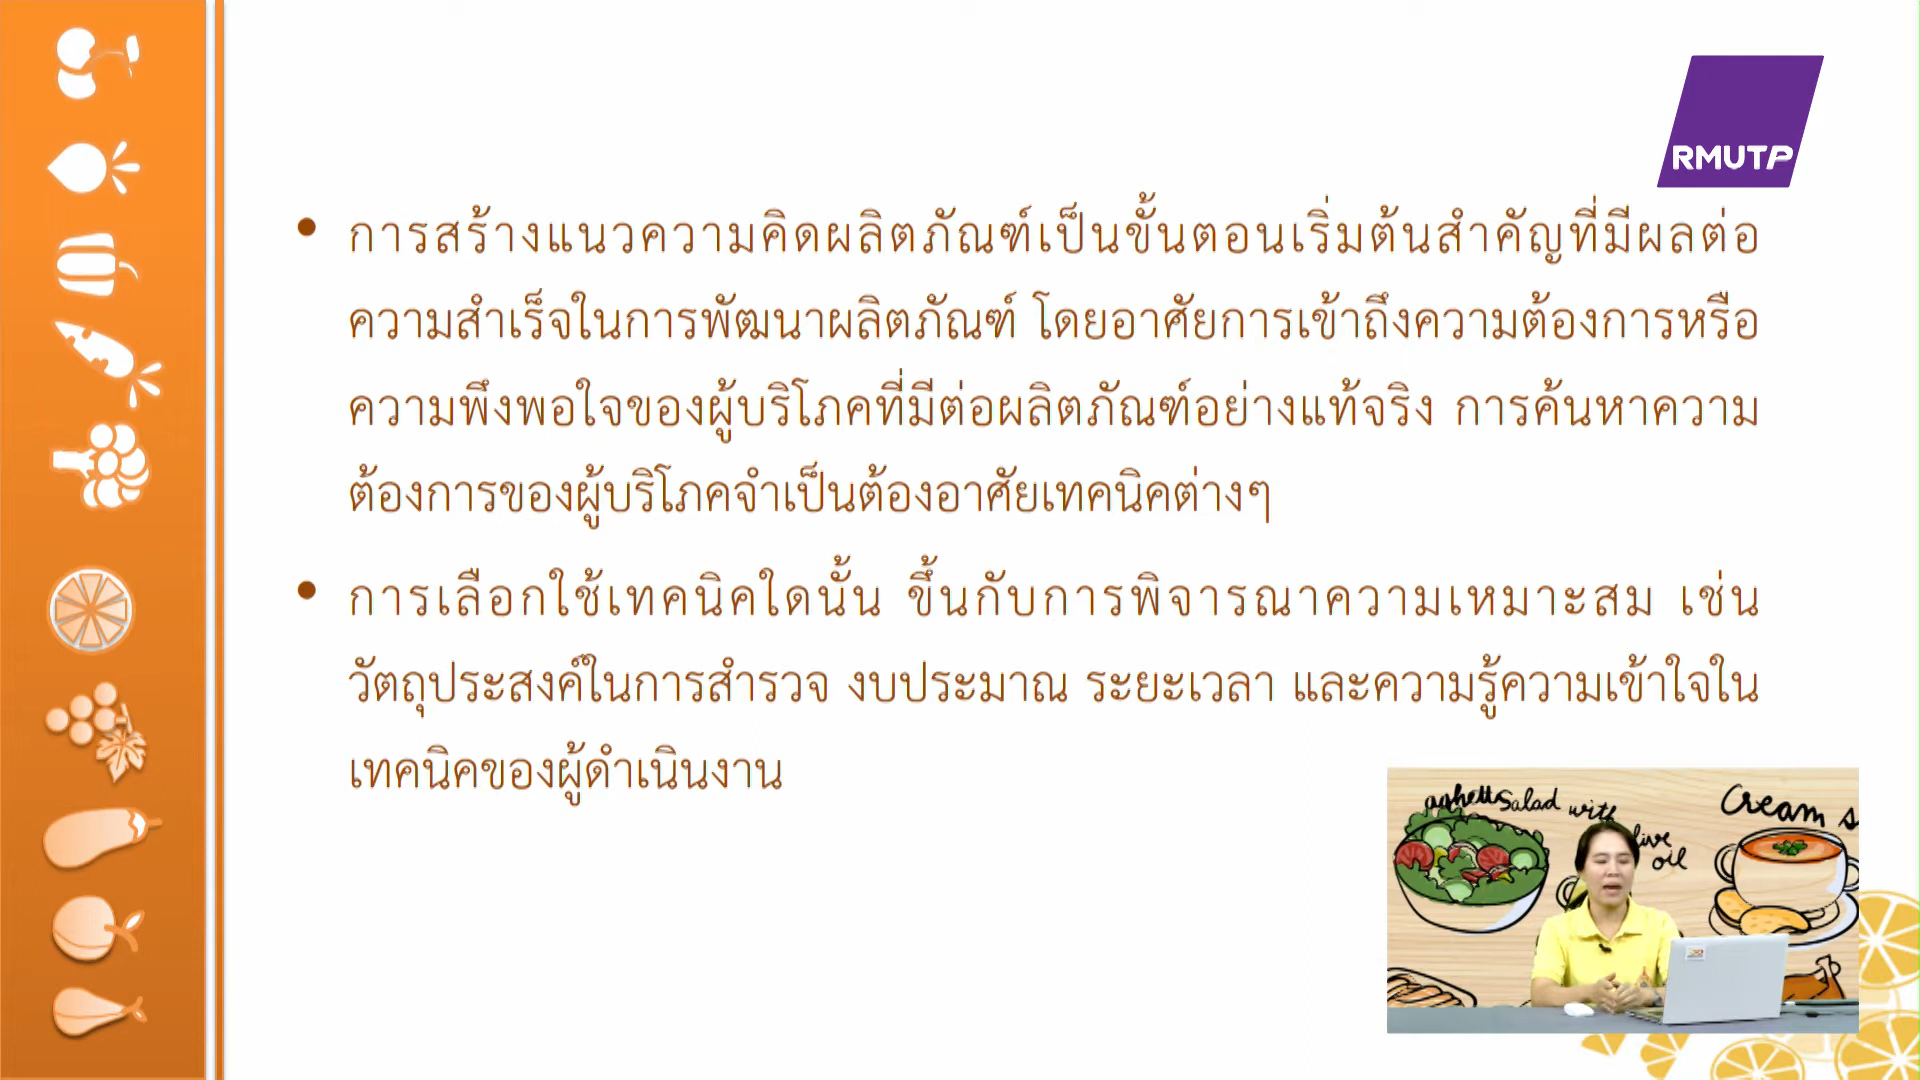 RMUTP
• การสร้างแนวความคิดผลิตภัณฑ์เป็นขั้นตอนเริ่มต้นสำคัญที่มีผลต่อ
ความสำเร็จในการพัฒนาผลิตภัณฑ์ โดยอาศัยการเข้าถึงความต้องการหรือ
ความพึงพอใจของผู้บริโภคที่มีต่อผลิตภัณฑ์อย่างแท้จริง การค้นหาความ
ต้องการของผู้บริโภคจำเป็นต้องอาศัยเทคนิคต่างๆ
• การเลือกใช้เทคนิคใดนั้น ขึ้นกับการพิจารณาความเหมาะสม เช่น
วัตถุประสงค์ในการสำรวจ งบประมาณ ระยะเวลา และความรู้ความเข้าใจใน
เทคนิคของผู้ดำเนินงาน
Salad with
oil
Cream s